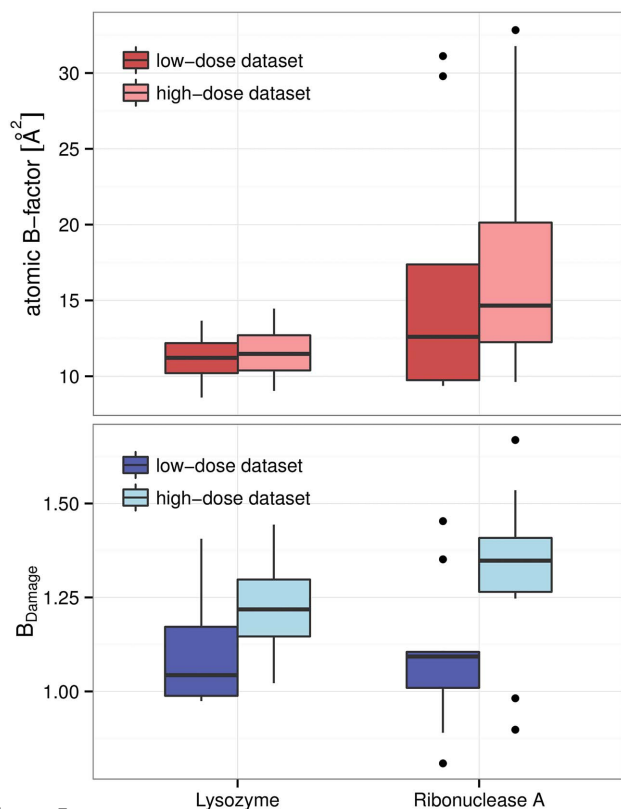 low−dose dataset
high−dose dataset
atomic B−factor [Å²]
30
25
20
15
10
low−dose dataset
high−dose dataset
B_Damage
1.50
1.25
1.00
Lysozyme
Ribonuclease A